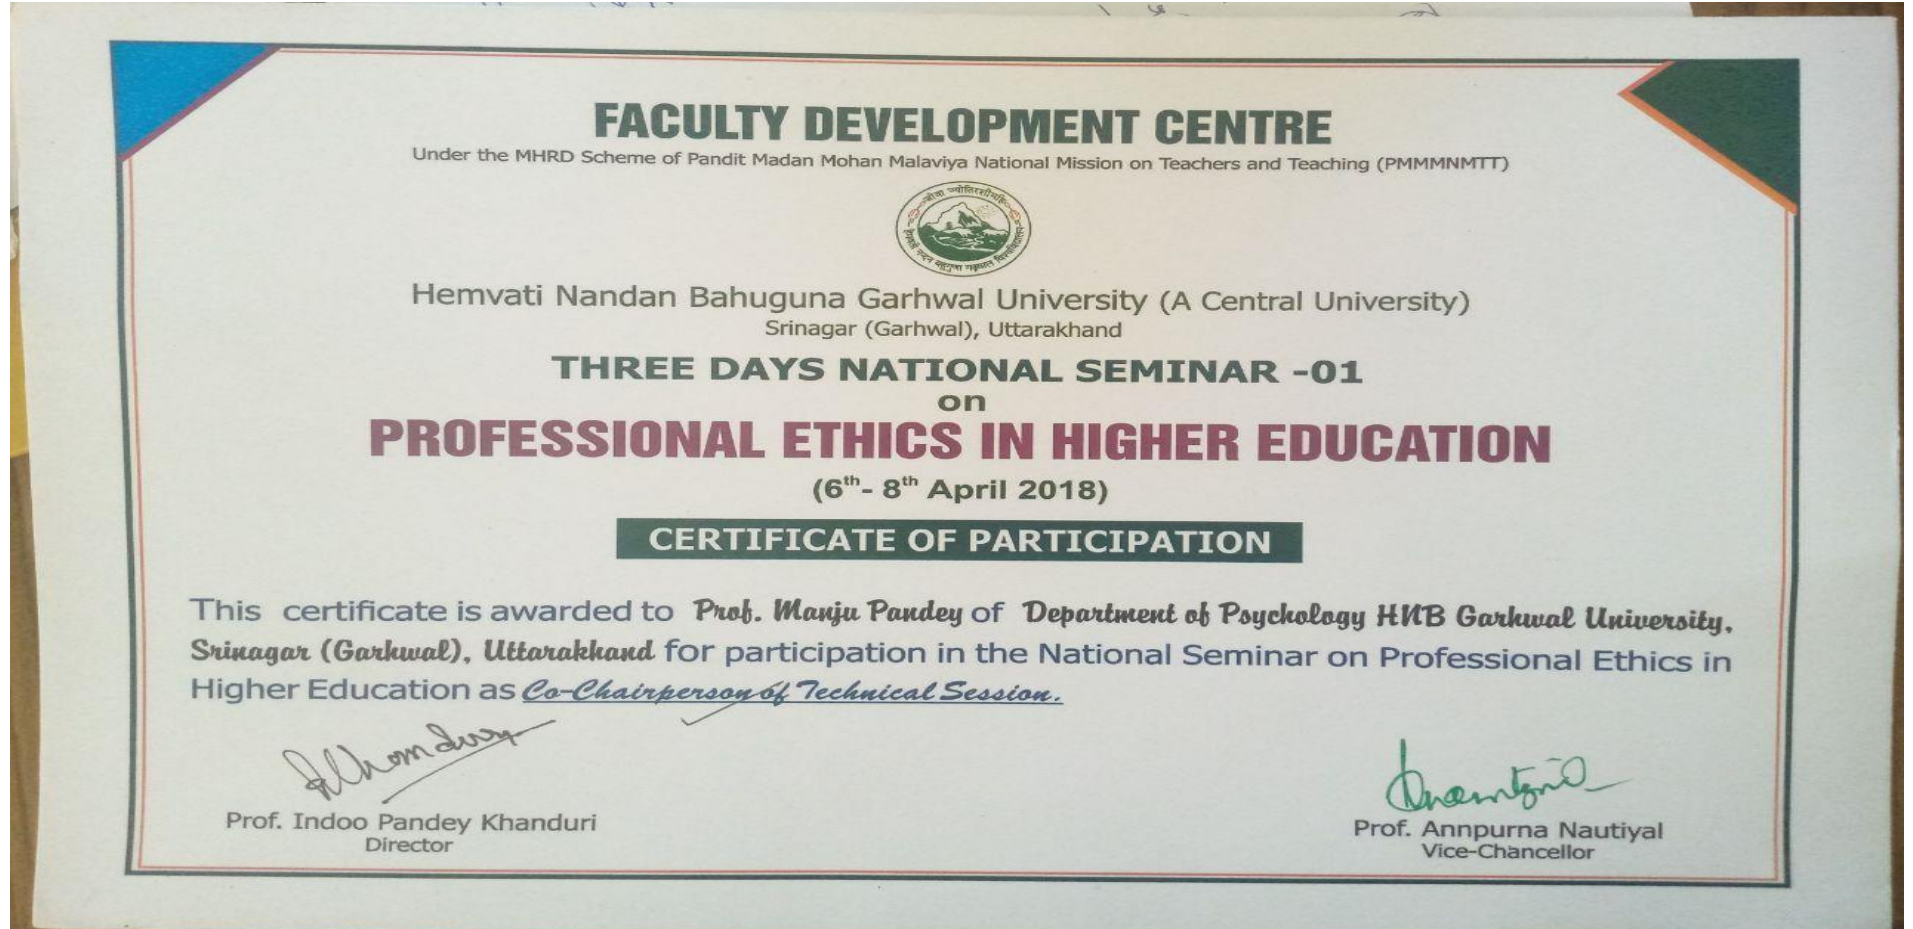 FACULTY DEVELOPMENT CENTRE
Under the MHRD Scheme of Pandit Madan Mohan Malaviya National Mission on Teachers and Teaching (PMMMNMTT)
Hemvati Nandan Bahuguna Garhwal University (A Central University)
Srinagar (Garhwal), Uttarakhand
THREE DAYS NATIONAL SEMINAR -01
on
PROFESSIONAL ETHICS IN HIGHER EDUCATION
(6th- 8th April 2018)
CERTIFICATE OF PARTICIPATION
This certificate is awarded to Prof. Manju Pandey of Department of Psychology HNB Garhwal University,
Srinagar (Garhwal), Uttarakhand for participation in the National Seminar on Professional Ethics in
Higher Education as Co-Chairperson of Technical Session.
Prof. Indoo Pandey Khanduri
Director
Prof. Annpurna Nautiyal
Vice-Chancellor